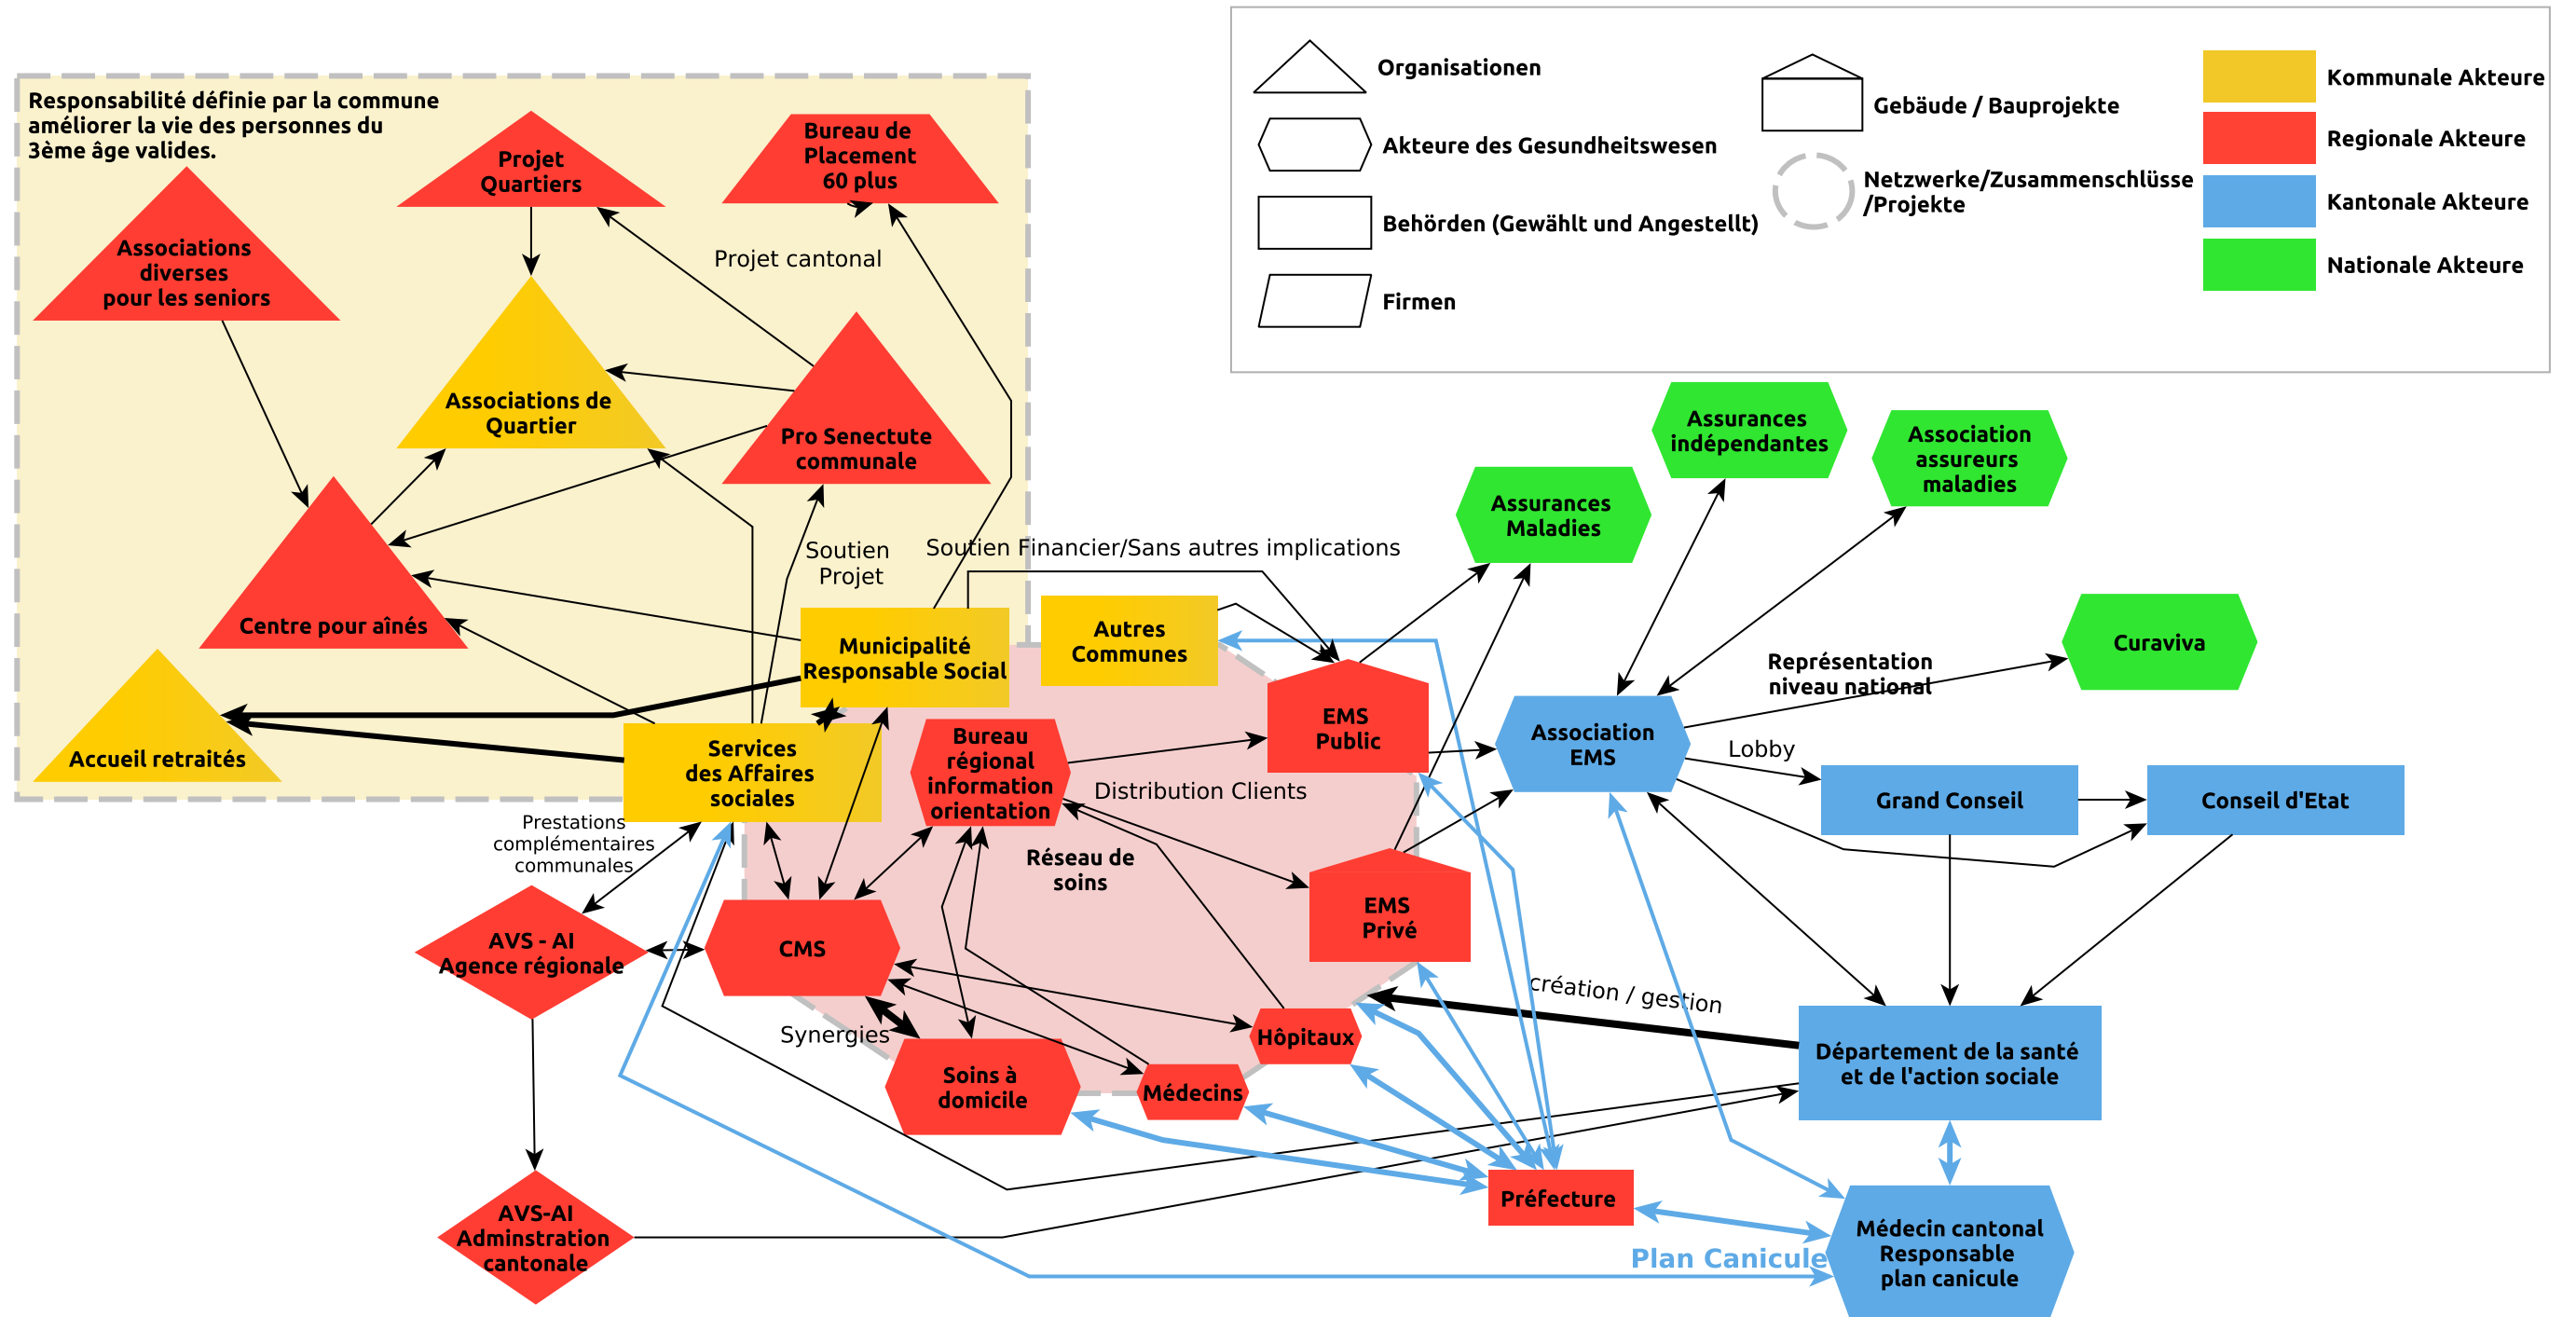 Organisationen
Akteure des Gesundheitswesen
Behörden (Gewählt und Angestellt)
Firmen
Gebäude / Bauprojekte
Netzwerke/Zusammenschlüsse
/Projekte
Kommunale Akteure
Regionale Akteure
Kantonale Akteure
Nationale Akteure
Responsabilité définie par la commune
améliorer la vie des personnes du
3ème âge valides.
Projet
Quartiers
Bureau de
Placement
60 plus
Associations
diverses
pour les seniors
Projet cantonal
Associations de
Quartier
Pro Senectute
communale
Centre pour aînés
Accueil retraités
Soutien
Projet
Soutien Financier/Sans autres implications
Municipalité
Responsable Social
Autres
Communes
Services
des Affaires
sociales
Bureau
régional
information
orientation
EMS
Public
Distribution Clients
Réseau de
soins
EMS
Privé
Assurances
Maladies
Assurances
indépendantes
Association
assureurs
maladies
Curaviva
Représentation
niveau national
Association
EMS
Lobby
Grand Conseil
Conseil d'Etat
Prestations
complémentaires
communales
AVS - AI
Agence régionale
CMS
Synergies
Soins à
domicile
Médecins
Hôpitaux
création / gestion
Département de la santé
et de l'action sociale
AVS-AI
Adminstration
cantonale
Préfecture
Plan Canicule
Médecin cantonal
Responsable
plan canicule